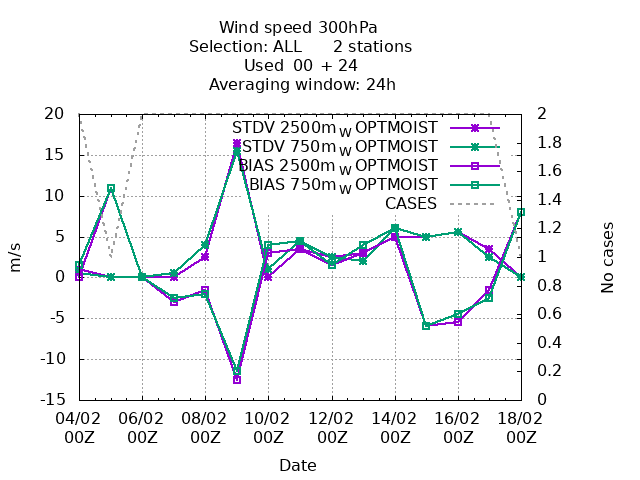 Wind speed 300hPa
Selection: ALL 2 stations
Used 00 + 24
Averaging window: 24h
20 2
STDV 2500m W OPTMOIST
STDV 750m W OPTMOIST
BIAS 2500m W OPTMOIST
BIAS 750m W OPTMOIST
CASES
15
10
5
0
-5
-10
-15
1.8
1.6
1.4
1.2
1
0.8
0.6
0.4
0.2
0
m/s
No cases
04/02 06/02 08/02 10/02 12/02 14/02 16/02 18/02
00Z 00Z 00Z 00Z 00Z 00Z 00Z 00Z
Date